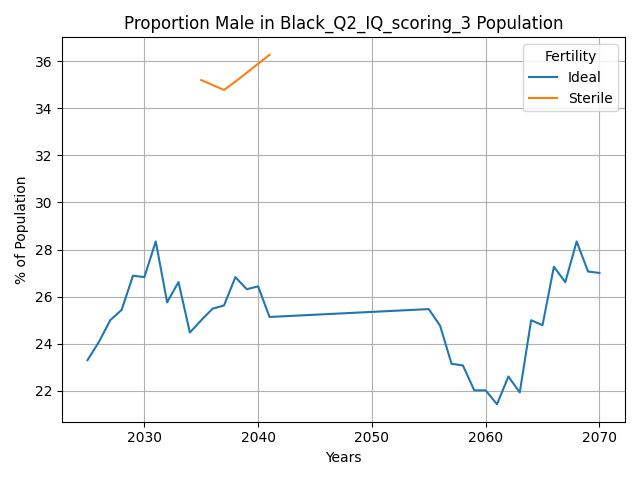 Proportion Male in Black_Q2_IQ_scoring_3 Population
Fertility
Ideal
Sterile
% of Population
36
34
32
30
28
26
24
22
2030 2040 2050 2060 2070
Years